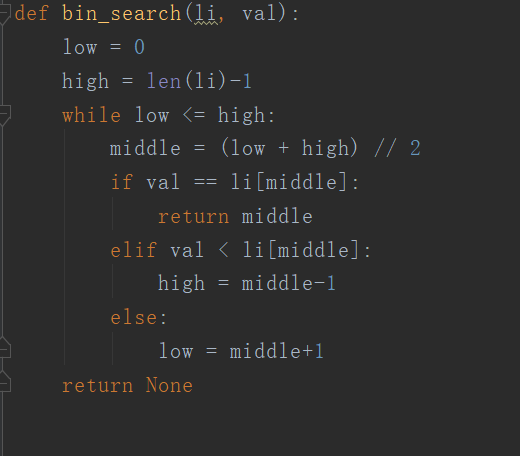 def bin_search(li, val):
    low = 0
    high = len(li)-1
    while low <= high:
        middle = (low + high) // 2
        if val == li[middle]:
            return middle
        elif val < li[middle]:
            high = middle-1
        else:
            low = middle+1
    return None